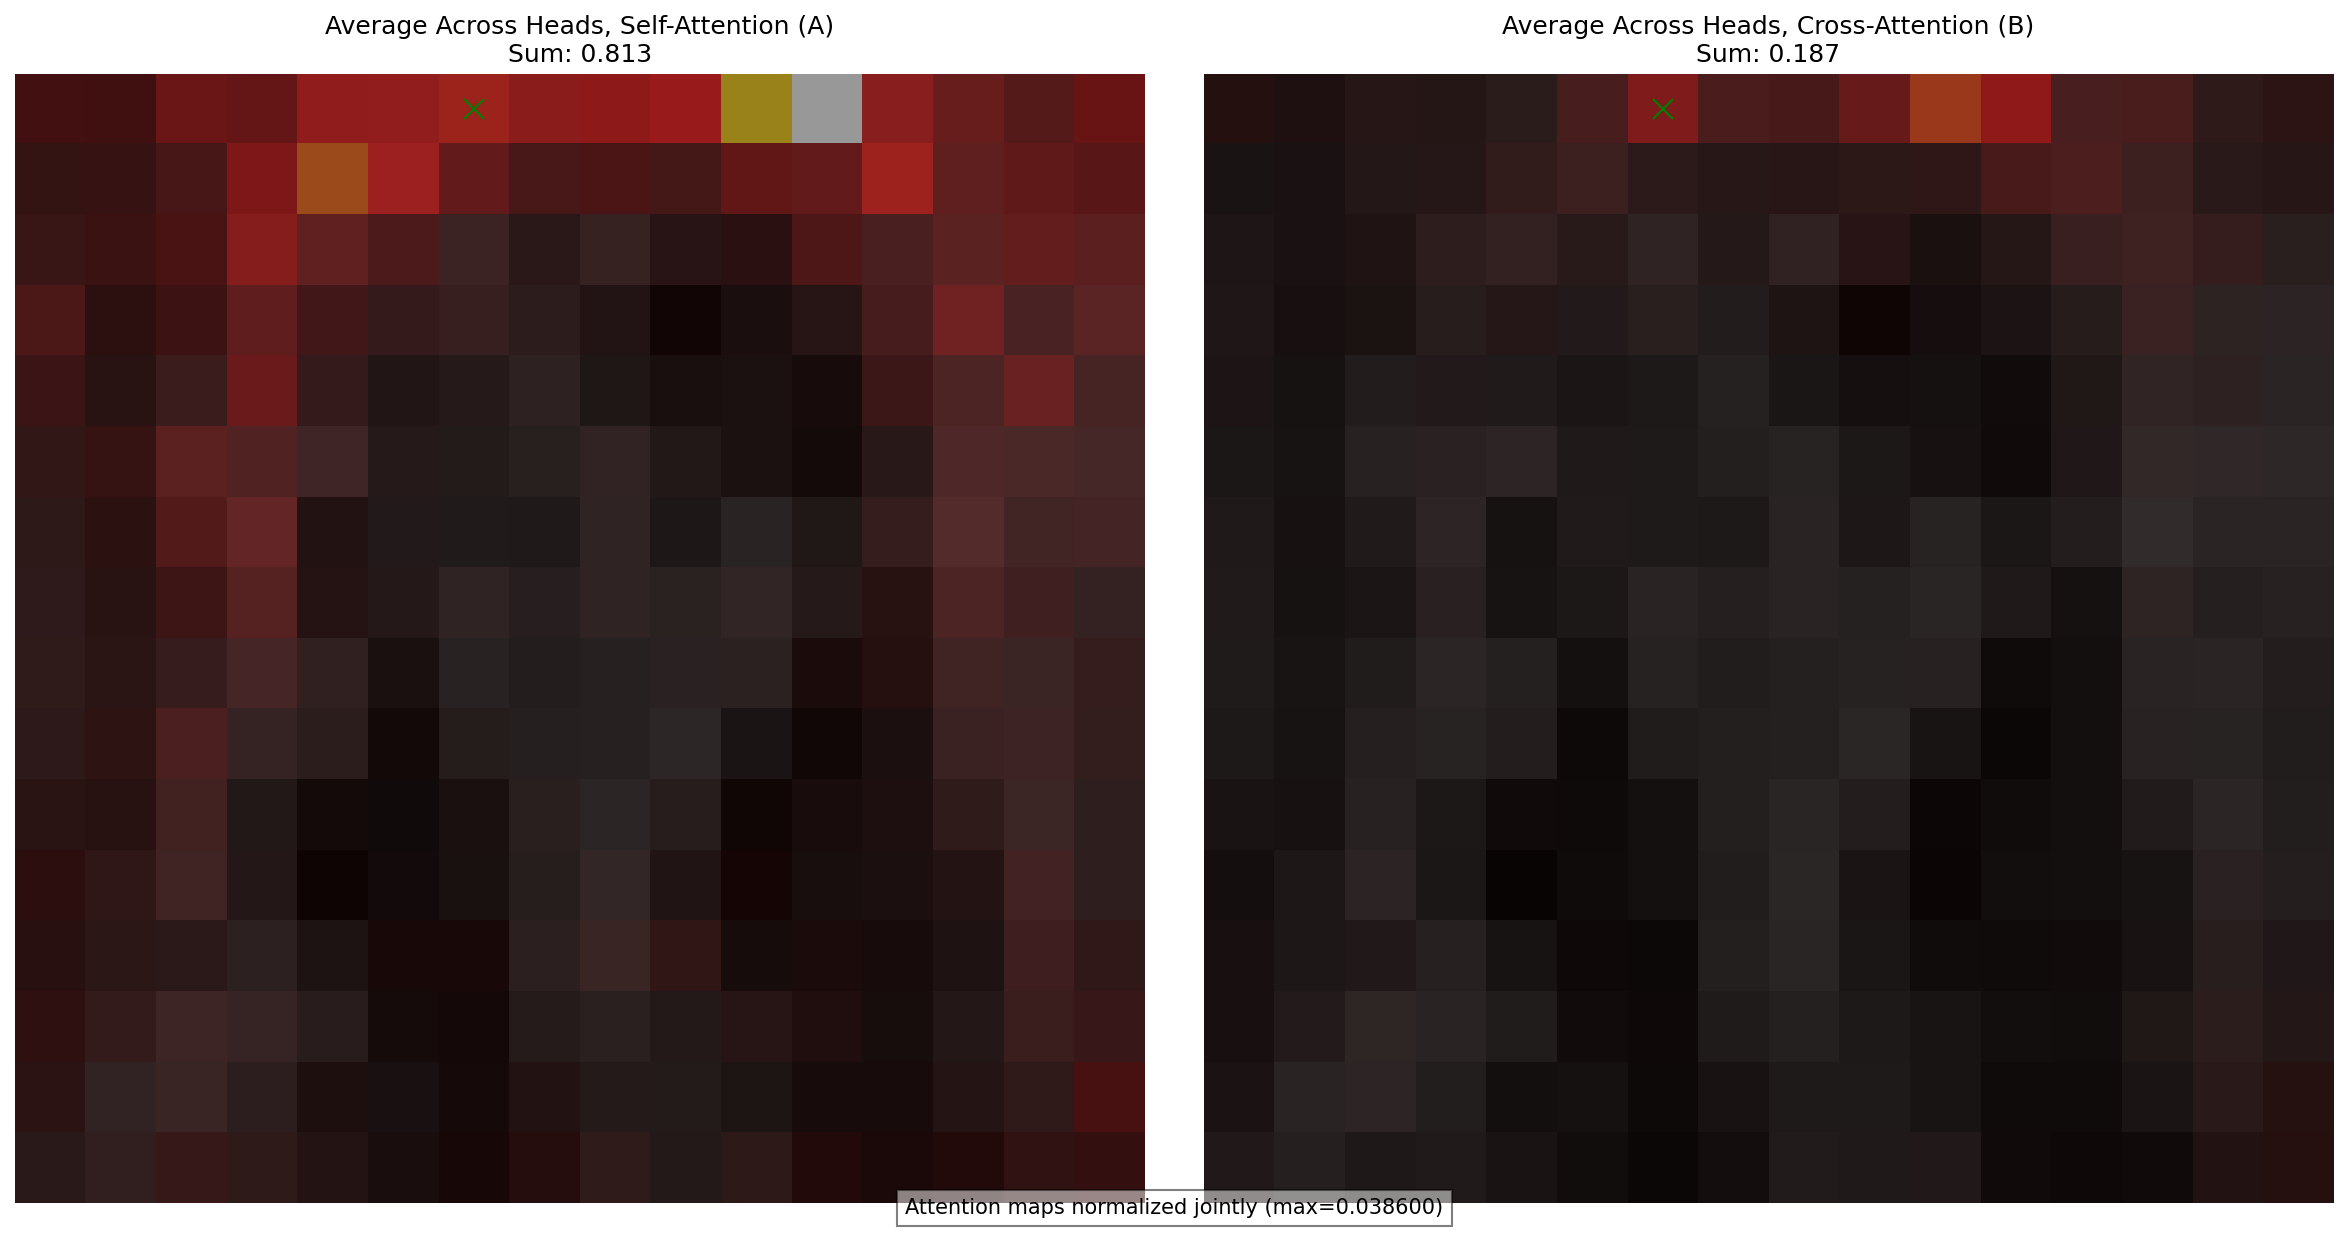 Average Across Heads, Self-Attention (A)
Sum: 0.813
Average Across Heads, Cross-Attention (B)
Sum: 0.187
Attention maps normalized jointly (max=0.038600)